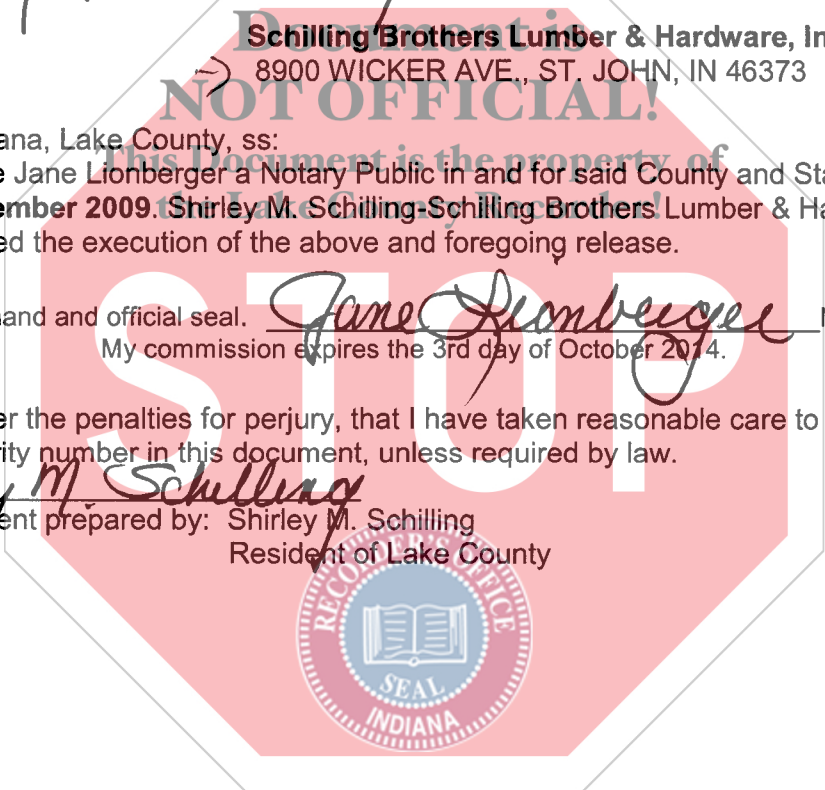 Document is
Schilling Brothers Lumber & Hardware, In
8900 WICKER AVE., ST. JOHN, IN 46373
NOT OFFICIAL!
ana, Lake County, ss:
This Document is the property of
e Jane Lionberger a Notary Public in and for said County and Sta
the Lake County Recorder!
ember 2009. Shirley M. Schilling-Schilling Brothers Lumber & Ha
ed the execution of the above and foregoing release.
and and official seal. Jane Lionberger
My commission expires the 3rd day of October 2014.
STOP
er the penalties for perjury, that I have taken reasonable care to
rity number in this document, unless required by law.
M. Schilling
ent prepared by: Shirley M. Schilling
Resident of Lake County
RECORDER'S OFFICE
SEAL
INDIANA